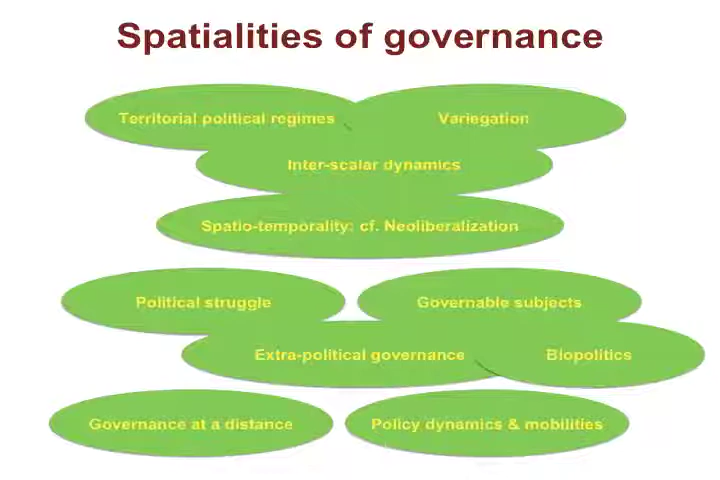 Spatialities of governance
Territorial political regimes
Variegation
Inter-scalar dynamics
Spatio-temporality: cf. Neoliberalization
Political struggle
Governable subjects
Extra-political governance
Biopolitics
Governance at a distance
Policy dynamics & mobilities